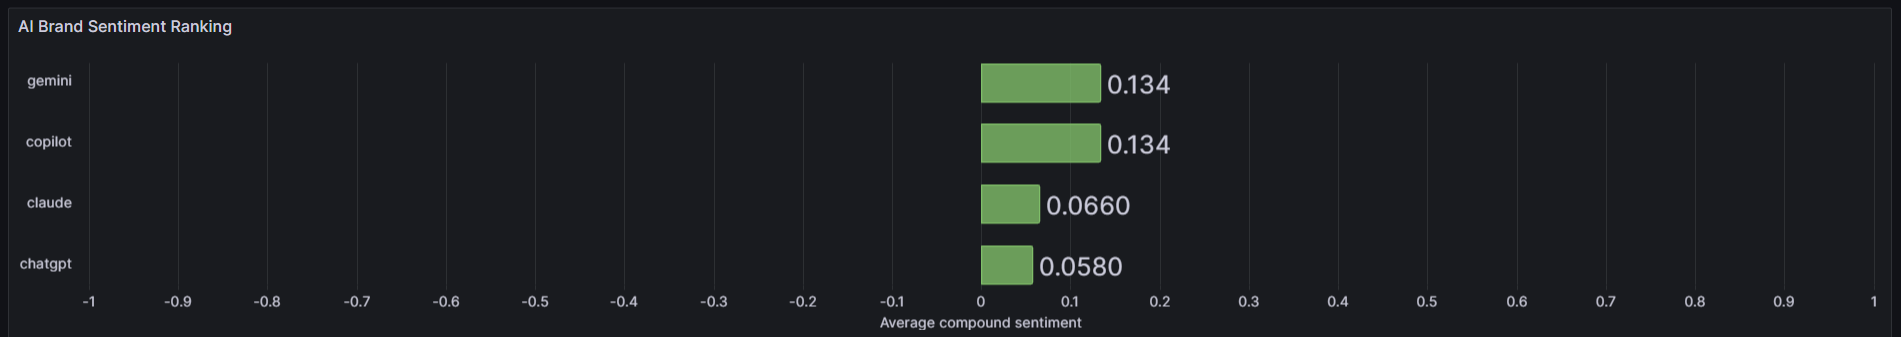 AI Brand Sentiment Ranking
gemini 0.134
copilot 0.134
claude 0.0660
chatgpt 0.0580
-1 -0.9 -0.8 -0.7 -0.6 -0.5 -0.4 -0.3 -0.2 -0.1 0 0.1 0.2 0.3 0.4 0.5 0.6 0.7 0.8 0.9 1
Average compound sentiment